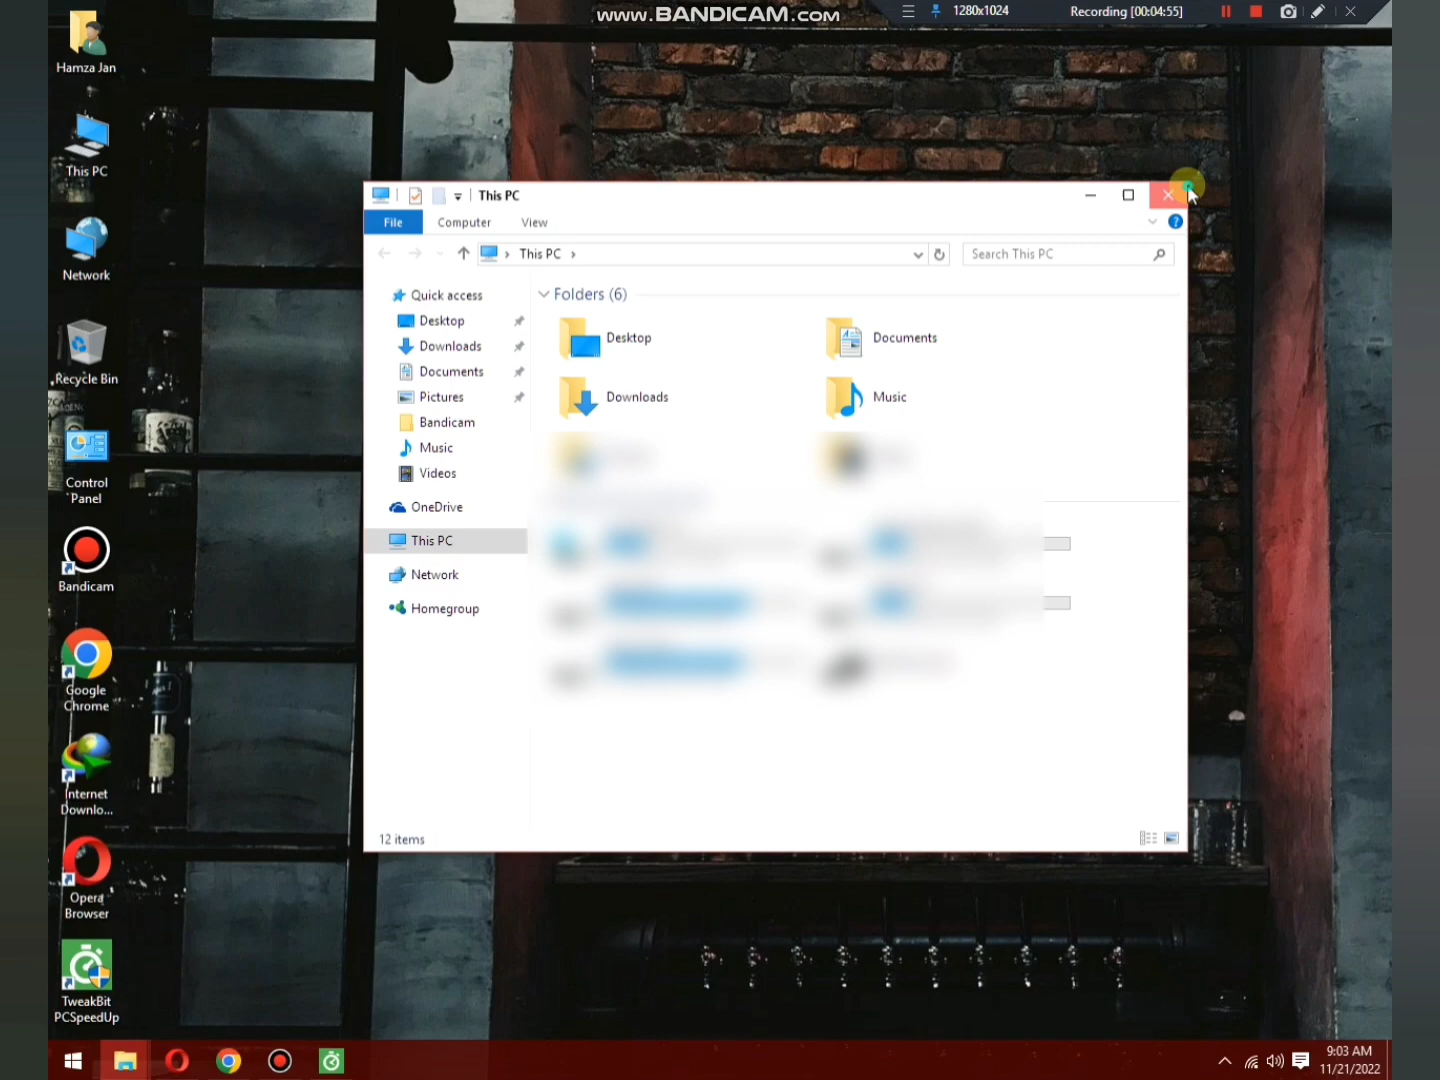 www.BANDICAM.com
1280x1024
Recording [00:04:55]
Hamza Jan
This PC
Network
Recycle Bin
Control
Panel
Bandicam
Google
Chrome
Internet
Downlo...
Opera
Browser
TweakBit
PCSpeedUp
This PC
File
Computer
View
This PC
Search This PC
Quick access
Desktop
Downloads
Documents
Pictures
Bandicam
Music
Videos
OneDrive
This PC
Network
Homegroup
Folders (6)
Desktop
Documents
Downloads
Music
12 items
9:03 AM
11/21/2022